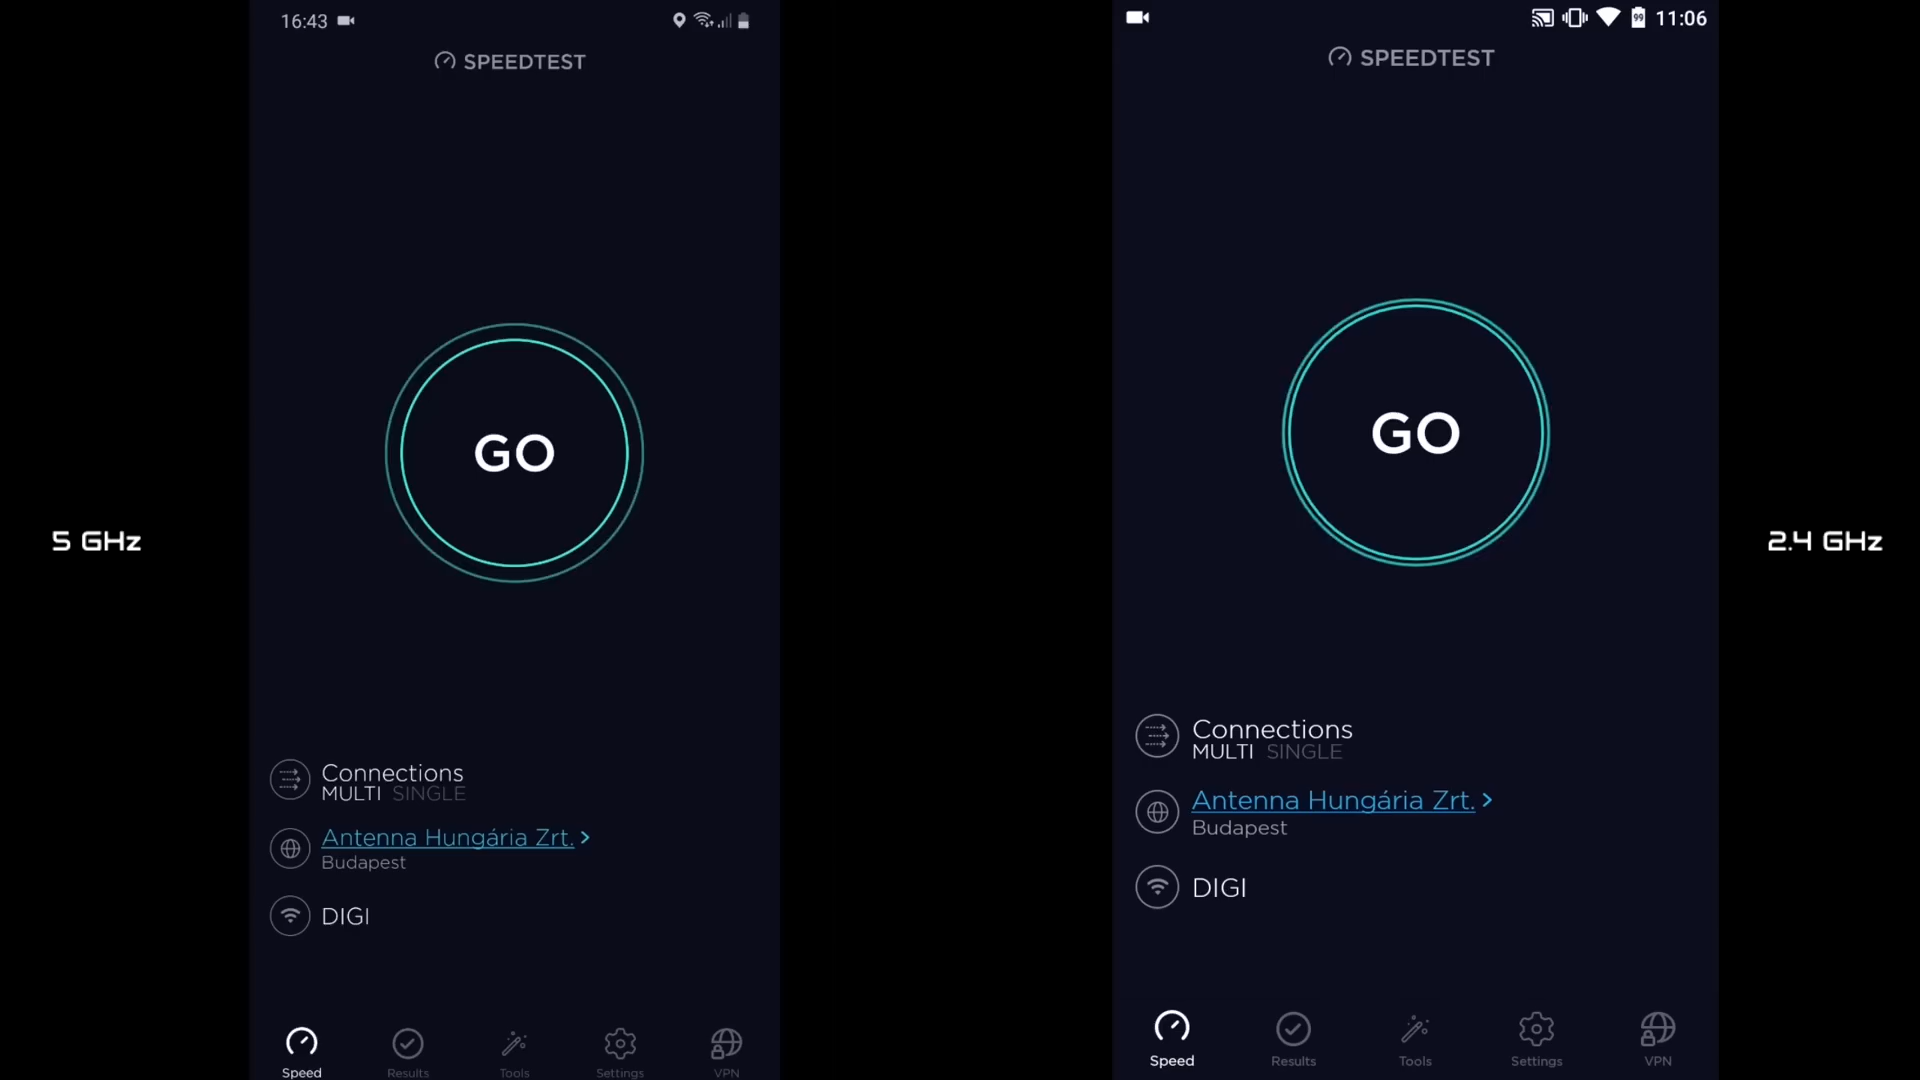 16:43
SPEEDTEST
GO
5 GHz
Connections
MULTI SINGLE
Antenna Hungária Zrt. >
Budapest
DIGI
Speed Results Tools Settings VPN
99 11:06
SPEEDTEST
GO
2.4 GHz
Connections
MULTI SINGLE
Antenna Hungária Zrt. >
Budapest
DIGI
Speed Results Tools Settings VPN